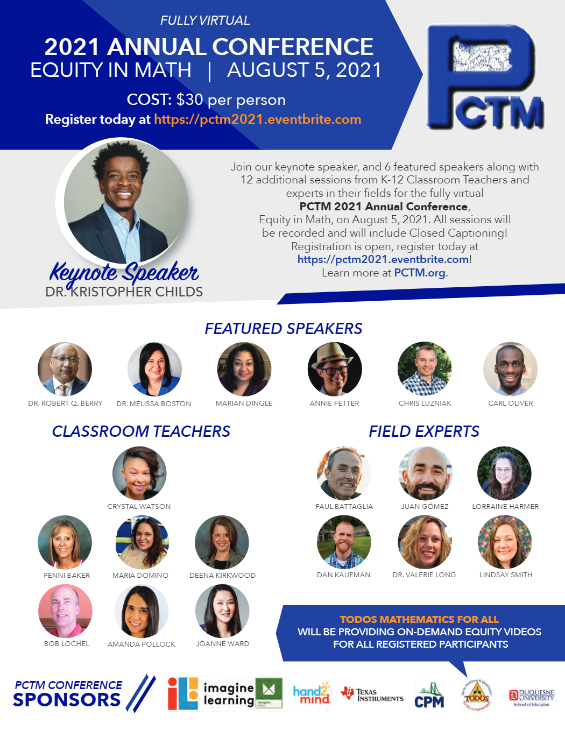 FULLY VIRTUAL
2021 ANNUAL CONFERENCE
EQUITY IN MATH | AUGUST 5, 2021
COST: $30 per person
Register today at https://pctm2021.eventbrite.com
PCTM
Join our keynote speaker, and 6 featured speakers along with
12 additional sessions from K-12 Classroom Teachers and
experts in their fields for the fully virtual
PCTM 2021 Annual Conference,
Equity in Math, on August 5, 2021. All sessions will
be recorded and will include Closed Captioning!
Registration is open, register today at
https://pctm2021.eventbrite.com!
Learn more at PCTM.org.
Keynote Speaker
DR. KRISTOPHER CHILDS
FEATURED SPEAKERS
DR. ROBERT Q. BERRY
DR. MELISSA BOSTON
MARIAN DINGLE
ANNIE FETTER
CHRIS LUZNIAK
CARL OLIVER
CLASSROOM TEACHERS
CRYSTAL WATSON
PENNI BAKER
MARIA DOMINO
DEENA KIRKWOOD
BOB LOCHEL
AMANDA POLLOCK
JOANNE WARD
FIELD EXPERTS
PAUL BATTAGLIA
JUAN GÓMEZ
LORRAINE HARMER
DAN KAUFMAN
DR. VALERIE LONG
LINDSAY SMITH
TODOS MATHEMATICS FOR ALL
WILL BE PROVIDING ON-DEMAND EQUITY VIDEOS
FOR ALL REGISTERED PARTICIPANTS
PCTM CONFERENCE
SPONSORS
imagine
learning
hand2
mind
TEXAS
INSTRUMENTS
CPM
TODOS
DUQUESNE
UNIVERSITY
School of Education